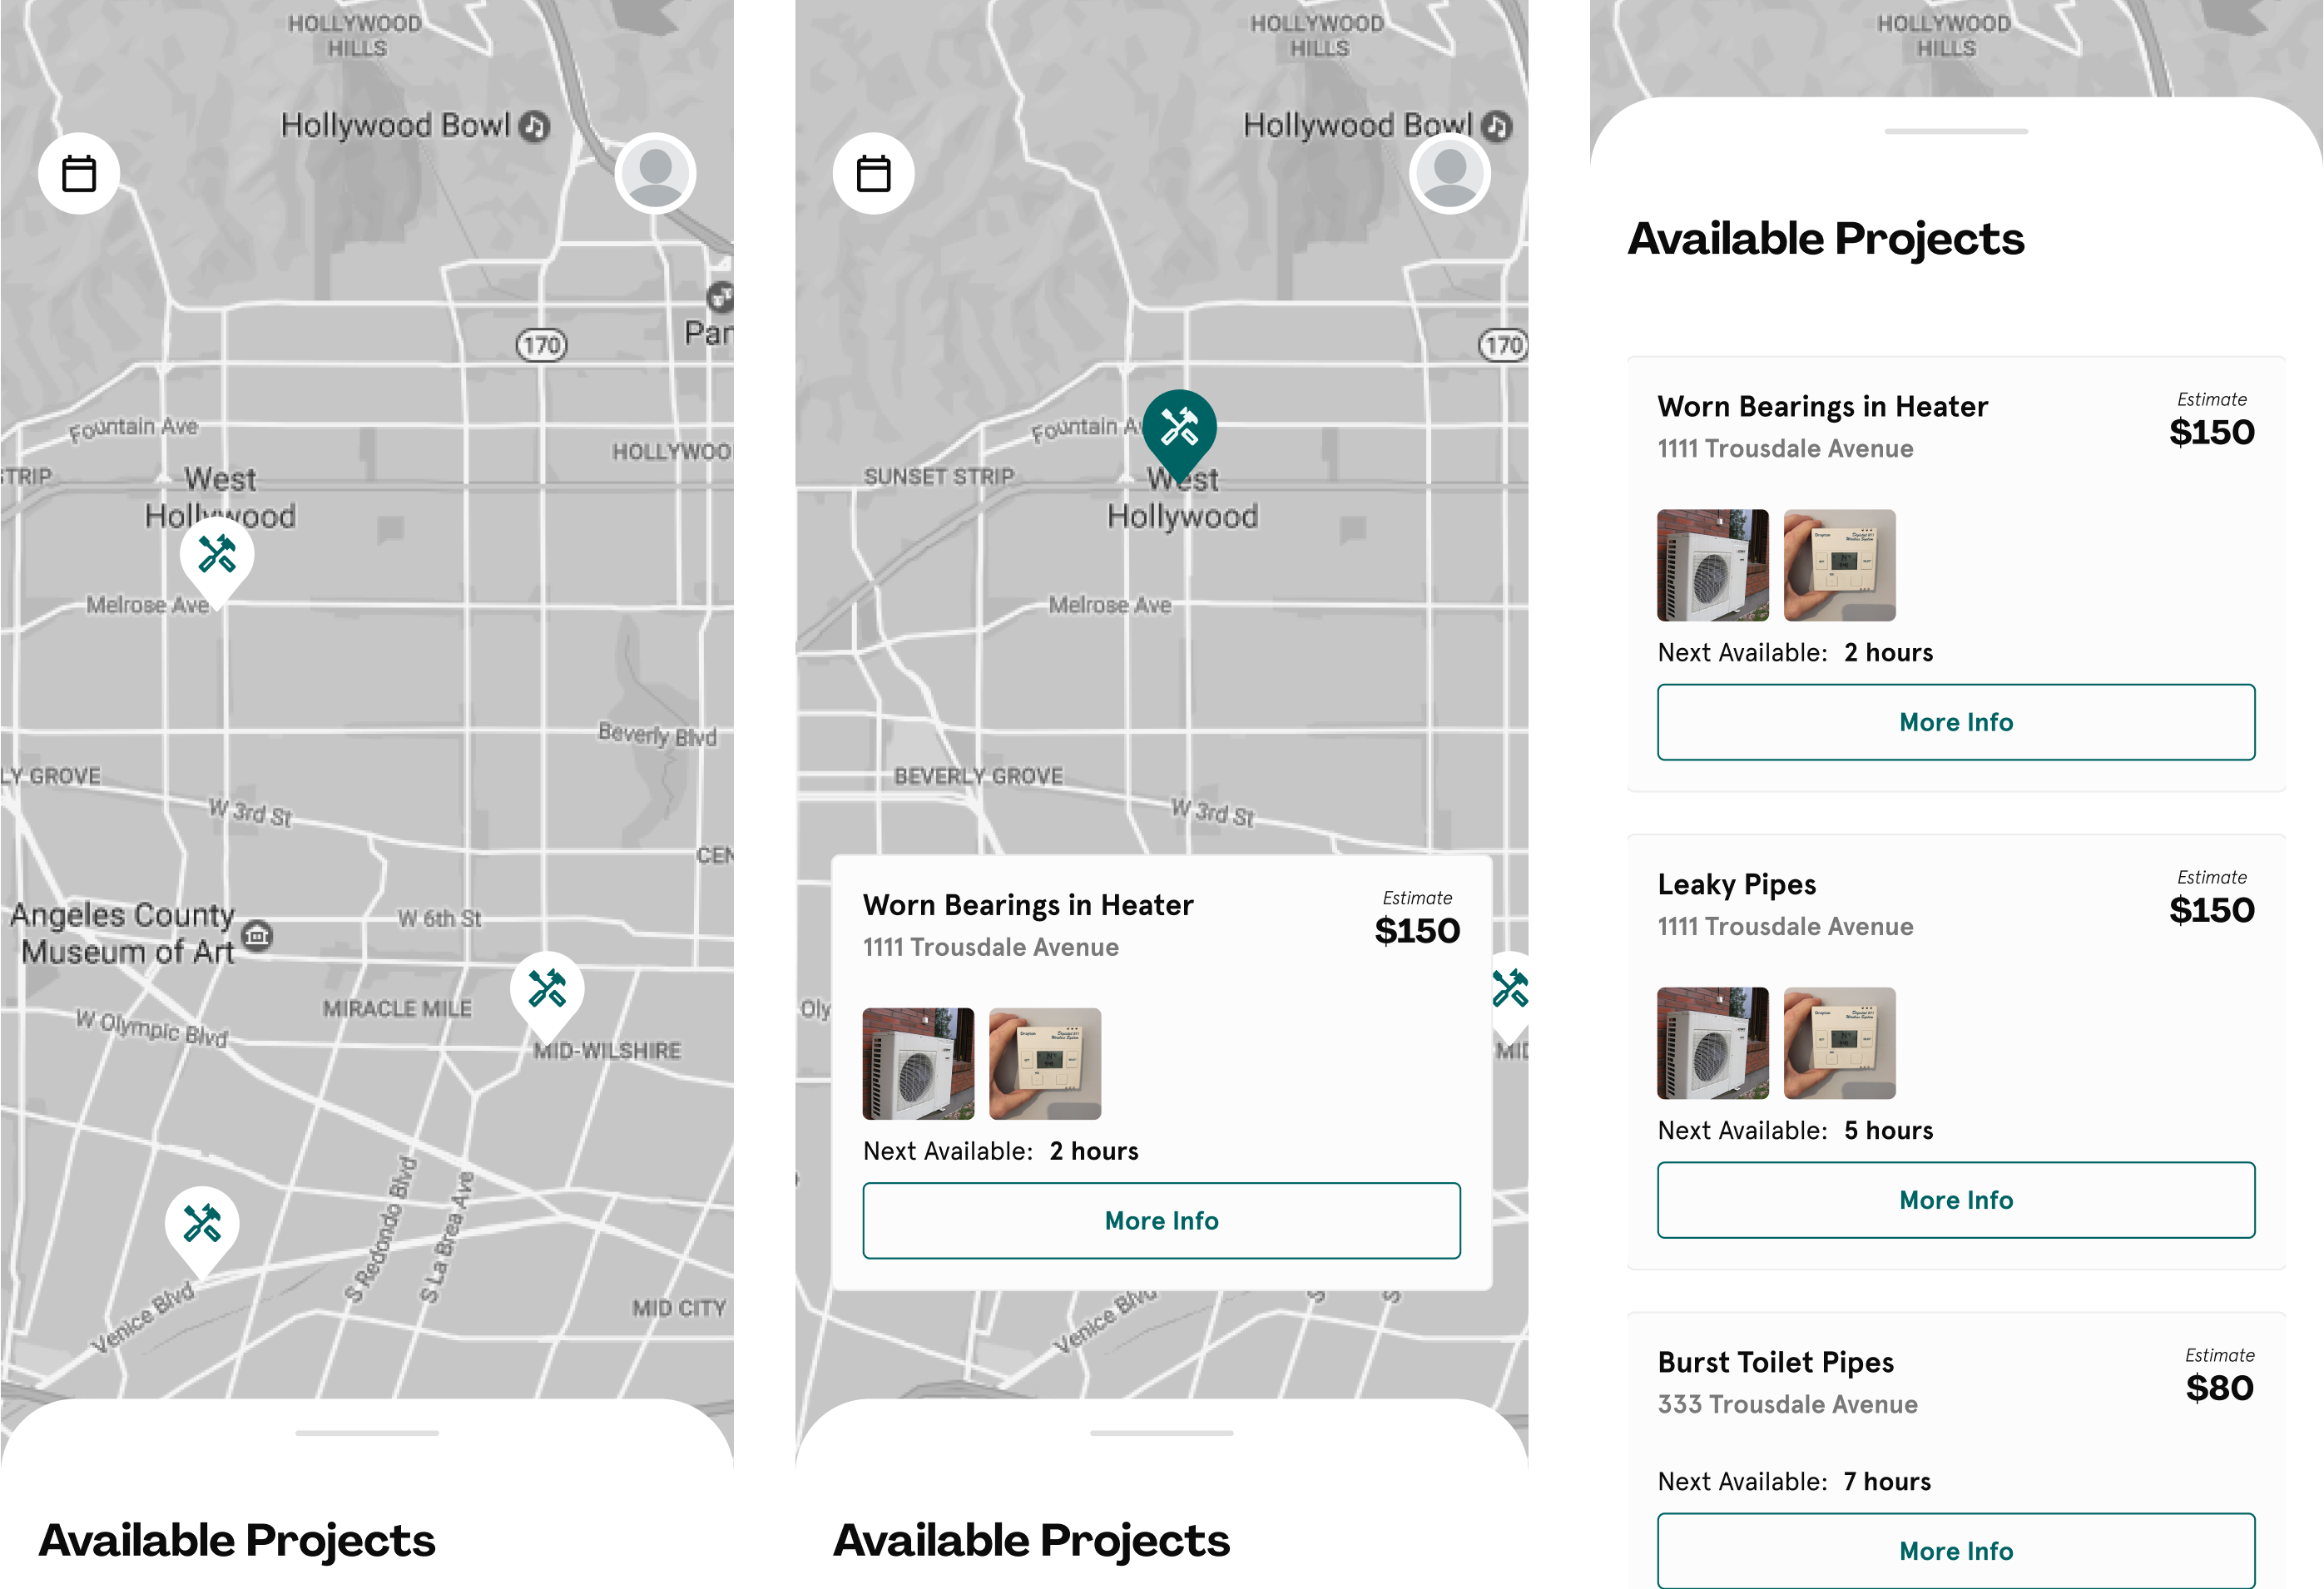 HOLLYWOOD
HILLS
Hollywood Bowl
Par
170
Fountain Ave
HOLLYWOO
STRIP
West
Hollywood
Melrose Ave
Beverly Blvd
LY GROVE
W 3rd St
CEN
Angeles County
Museum of Art
W 6th St
MIRACLE MILE
W Olympic Blvd
MID-WILSHIRE
S Redondo Blvd
S La Brea Ave
Venice Blvd
MID CITY
Available Projects
HOLLYWOOD
HILLS
Hollywood Bowl
170
Fountain Av
SUNSET STRIP
West
Hollywood
Melrose Ave
BEVERLY GROVE
W 3rd St
Worn Bearings in Heater
Estimate
1111 Trousdale Avenue
$150
Oly
MID
Next Available: 2 hours
More Info
Venice Blvd
S
S
Available Projects
HOLLYWOOD
HILLS
Available Projects
Worn Bearings in Heater
Estimate
1111 Trousdale Avenue
$150
Next Available: 2 hours
More Info
Leaky Pipes
Estimate
1111 Trousdale Avenue
$150
Next Available: 5 hours
More Info
Burst Toilet Pipes
Estimate
333 Trousdale Avenue
$80
Next Available: 7 hours
More Info